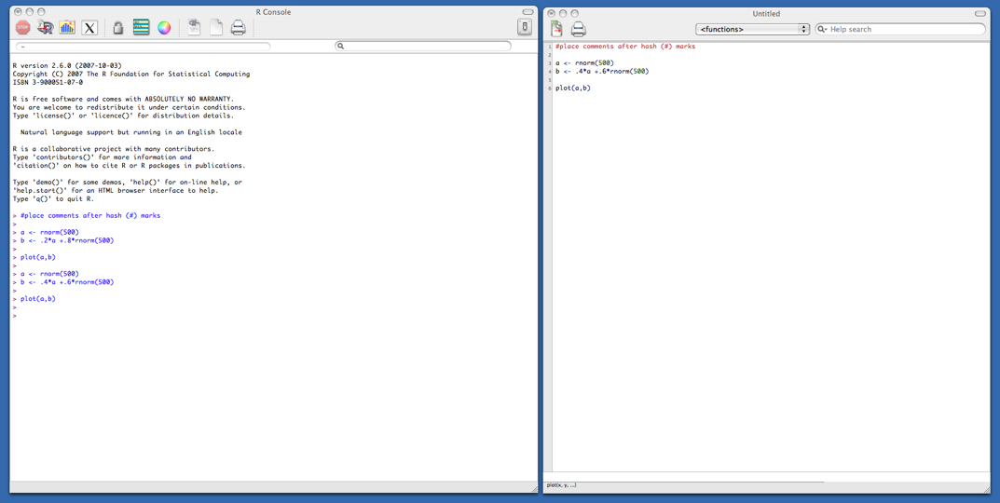 R Console
STOP
X
~
R version 2.6.0 (2007-10-03)
Copyright (C) 2007 The R Foundation for Statistical Computing
ISBN 3-900051-07-0
R is free software and comes with ABSOLUTELY NO WARRANTY.
You are welcome to redistribute it under certain conditions.
Type 'license()' or 'licence()' for distribution details.
Natural language support but running in an English locale
R is a collaborative project with many contributors.
Type 'contributors()' for more information and
'citation()' on how to cite R or R packages in publications.
Type 'demo()' for some demos, 'help()' for on-line help, or
'help.start()' for an HTML browser interface to help.
Type 'q()' to quit R.
> #place comments after hash (#) marks
>
> a <- rnorm(500)
> b <- .2*a +.8*rnorm(500)
>
> plot(a,b)
>
> a <- rnorm(500)
> b <- .4*a +.6*rnorm(500)
>
> plot(a,b)
>
>
Untitled
<functions>
Help search
1 #place comments after hash (#) marks
2
3 a <- rnorm(500)
4 b <- .4*a +.6*rnorm(500)
5
6 plot(a,b)
plot(x, y, ...)